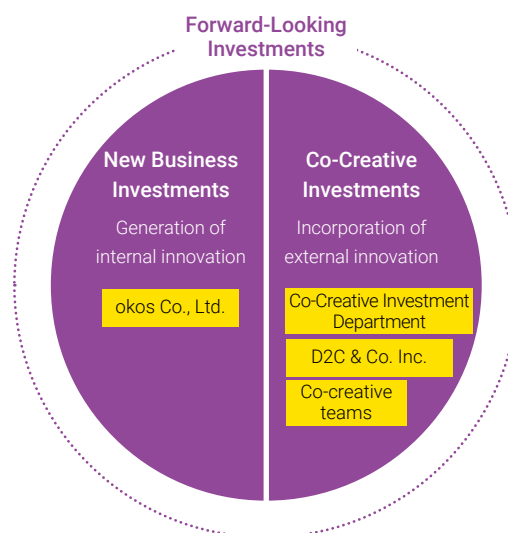 Forward-Looking
Investments
New Business
Investments
Generation of
internal innovation
okos Co., Ltd.
Co-Creative
Investments
Incorporation of
external innovation
Co-Creative Investment
Department
D2C & Co. Inc.
Co-creative
teams